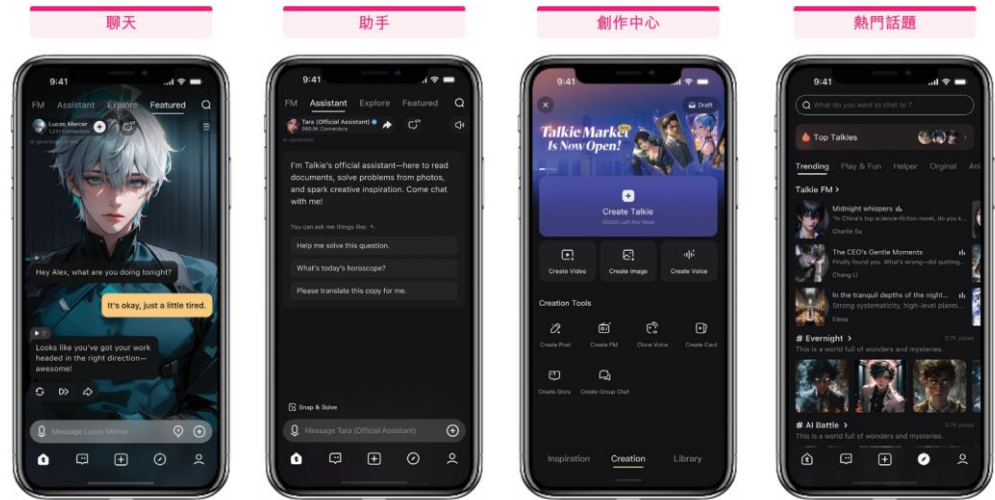 聊天
助手
創作中心
熱門話題
9:41
FM Assistant Explore Featured
Lucas Mercer
Hey Alex, what are you doing tonight?
It's okay, just a little tired.
Looks like you've got your work
headed in the right direction—
awesome!
Message Lucas Mercer
9:41
FM Assistant Explore Featured
Tara (Official Assistant)
I'm Talkie's official assistant—here to read
documents, solve problems from photos,
and spark creative inspiration. Come chat
with me!
You can ask me things like:
Help me solve this question.
What's today's horoscope?
Please translate this copy for me.
Snap & Solve
Message Tara (Official Assistant)
9:41
Draft
Talkie Market
Is Now Open!
Create Talkie
Create Video
Create Image
Create Voice
Creation Tools
Create Post
Create FM
Clone Voice
Create Card
Create Story
Create Group Chat
Inspiration Creation Library
9:41
What do you want to chat to ?
Top Talkies
Trending Play & Fun Helper Orginal Ani
Talkie FM
Midnight whispers
"In China's top science-fiction novel, do you k...
Charlie Su
The CEO's Gentle Moments
Finally found you. What's wrong—did quitting...
Chang Li
In the tranquil depths of the night...
Strong systematicity, high-level planni...
Elena
# Evernight
This is a world full of wonders and mysteries.
# AI Battle
This is a world full of wonders and mysteries.